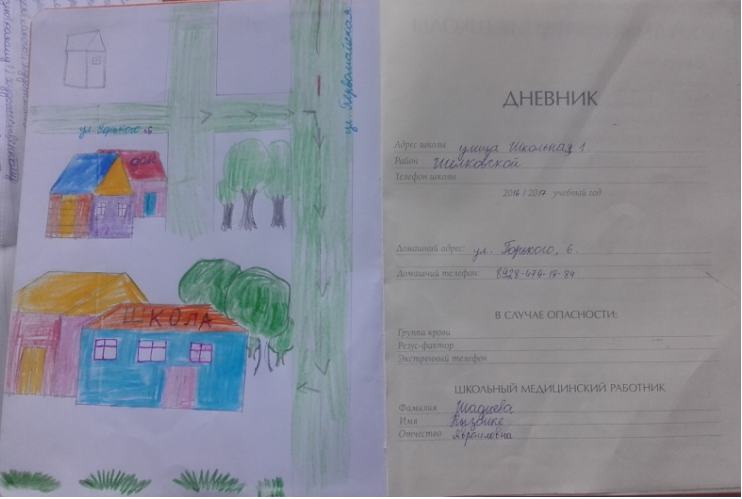 ул. Первомайская
ул. Горького
ДОМ
ШКОЛА
ДНЕВНИК
Адрес школы улица Школьная 1
Район Шелковской
Телефон школы
2016 / 2017 учебный год
Домашний адрес: ул. Горького, 6.
Домашний телефон: 8928-474-17-84
В СЛУЧАЕ ОПАСНОСТИ:
Группа крови
Резус-фактор
Экстренный телефон
ШКОЛЬНЫЙ МЕДИЦИНСКИЙ РАБОТНИК
Фамилия
Имя
Отчество